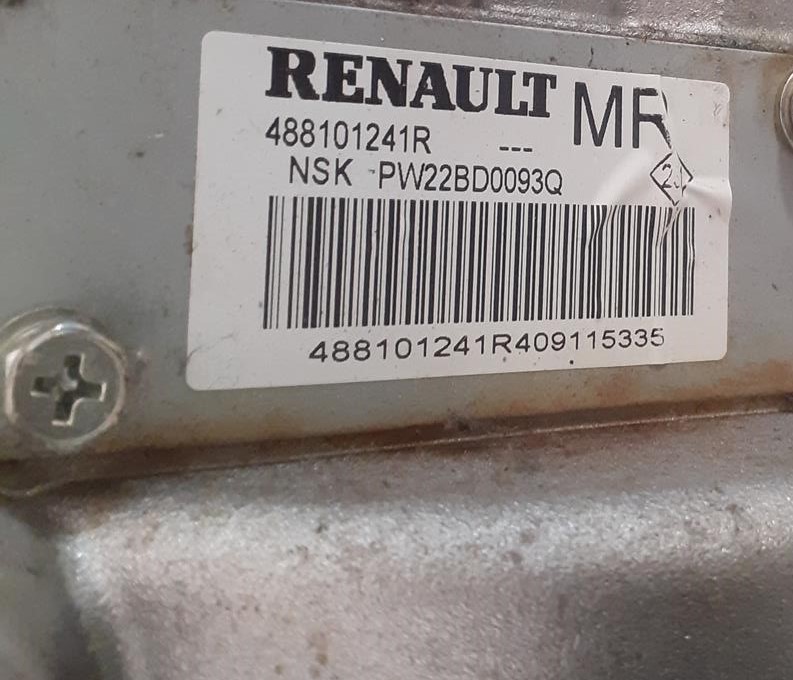 RENAULT MR
488101241R ---
NSK -PW22BD0093Q
488101241R409115335